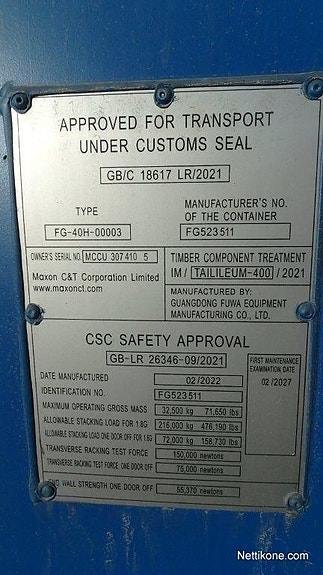 APPROVED FOR TRANSPORT
UNDER CUSTOMS SEAL
GB/C 18617 LR/2021
TYPE
FG-40H-00003
MANUFACTURER'S NO.
OF THE CONTAINER
FG523511
OWNER'S SERIAL NO. MCCU 307410 5
Maxon C&T Corporation Limited
www.maxonct.com
TIMBER COMPONENT TREATMENT
IM / TAILILEUM-400 / 2021
MANUFACTURED BY:
GUANGDONG FUWA EQUIPMENT
MANUFACTURING CO., LTD.
CSC SAFETY APPROVAL
GB-LR 26346-09/2021
DATE MANUFACTURED 02/2022
IDENTIFICATION NO. FG523511
MAXIMUM OPERATING GROSS MASS 32,500 kg 71,650 lbs
ALLOWABLE STACKING LOAD FOR 1.8G 216,000 kg 476,190 lbs
ALLOWABLE STACKING LOAD ONE DOOR OFF FOR 1.8G 72,000 kg 158,730 lbs
TRANSVERSE RACKING TEST FORCE 150,000 newtons
TRANSVERSE RACKING TEST FORCE ONE DOOR OFF 75,000 newtons
END WALL STRENGTH ONE DOOR OFF 55,370 newtons
FIRST MAINTENANCE
EXAMINATION DATE
02/2027
Nettikone.com